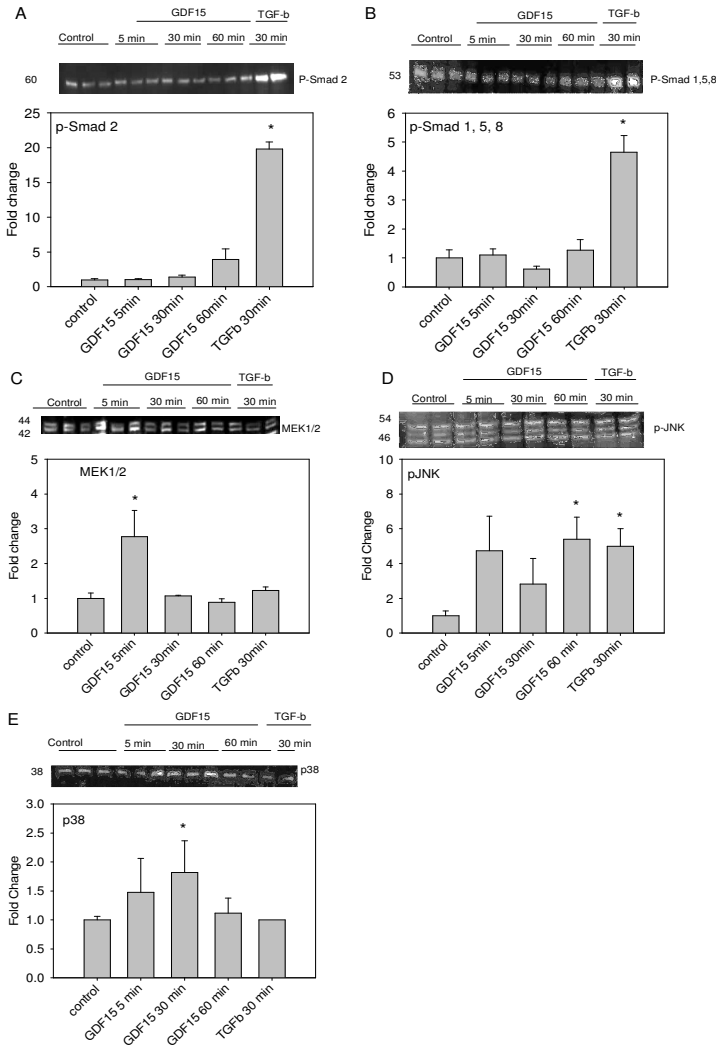 A
GDF15
TGF-b
Control
5 min
30 min
60 min
30 min
60
P-Smad 2
p-Smad 2
Fold change
25
20
15
10
5
0
*
control
GDF15 5min
GDF15 30min
GDF15 60min
TGFb 30min
B
GDF15
TGF-b
Control
5 min
30 min
60 min
30 min
53
P-Smad 1,5,8
p-Smad 1, 5, 8
Fold change
6
5
4
3
2
1
0
*
control
GDF15 5min
GDF15 30min
GDF15 60min
TGFb 30min
C
GDF15
TGF-b
Control
5 min
30 min
60 min
30 min
44
42
MEK1/2
MEK1/2
Fold change
5
4
3
2
1
0
*
control
GDF15 5min
GDF15 30min
GDF15 60 min
TGFb 30min
D
GDF15
TGF-b
Control
5 min
30 min
60 min
30 min
54
46
p-JNK
pJNK
Fold Change
10
8
6
4
2
0
*
*
control
GDF15 5min
GDF15 30min
GDF15 60 min
TGFb 30min
E
GDF15
TGF-b
Control
5 min
30 min
60 min
30 min
38
p38
p38
Fold Change
3.0
2.5
2.0
1.5
1.0
0.5
0.0
*
control
GDF15 5 min
GDF15 30 min
GDF15 60 min
TGFb 30 min